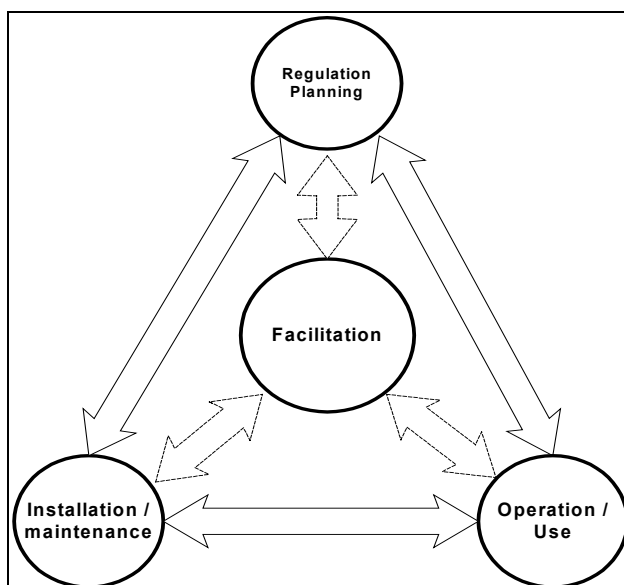 Regulation
Planning
Facilitation
Installation /
maintenance
Operation /
Use